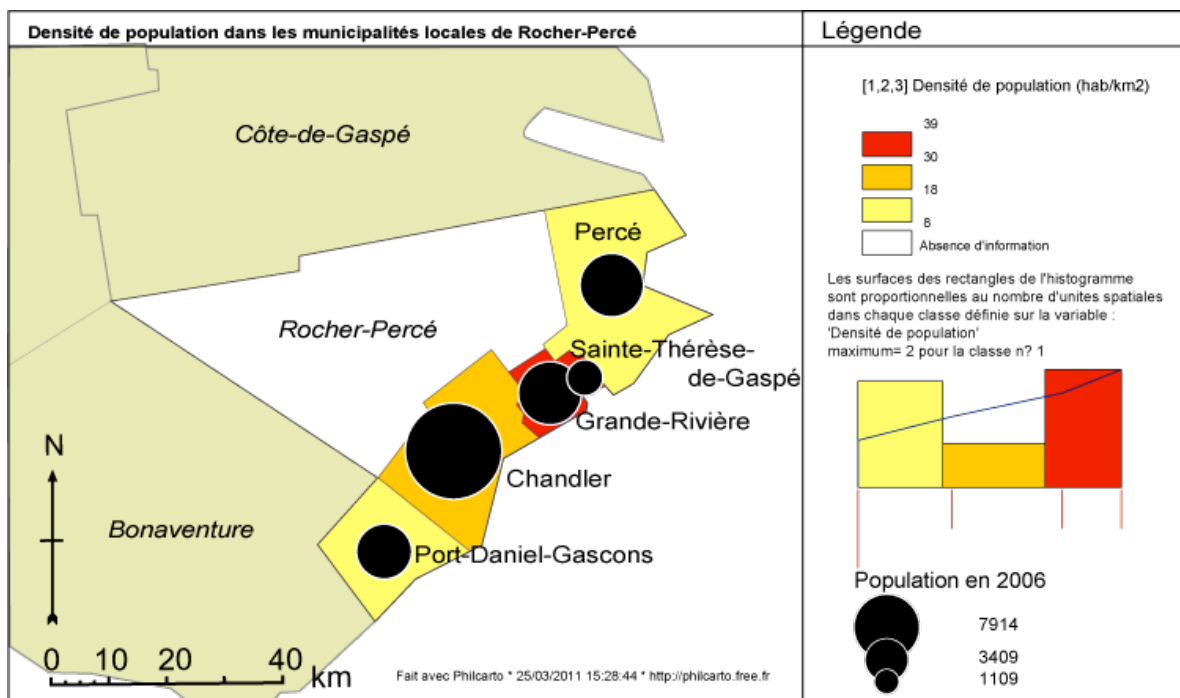 Densité de population dans les municipalités locales de Rocher-Percé
Côte-de-Gaspé
Percé
Rocher-Percé
Sainte-Thérèse-
de-Gaspé
Grande-Rivière
Chandler
Bonaventure
Port-Daniel-Gascons
N
0 10 20 40
km
Fait avec Philcarto * 25/03/2011 15:28:44 * http://philcarto.free.fr
Légende
[1,2,3] Densité de population (hab/km2)
39
30
18
8
Absence d'information
Les surfaces des rectangles de l'histogramme
sont proportionnelles au nombre d'unites spatiales
dans chaque classe définie sur la variable :
'Densité de population'
maximum= 2 pour la classe n? 1
Population en 2006
7914
3409
1109